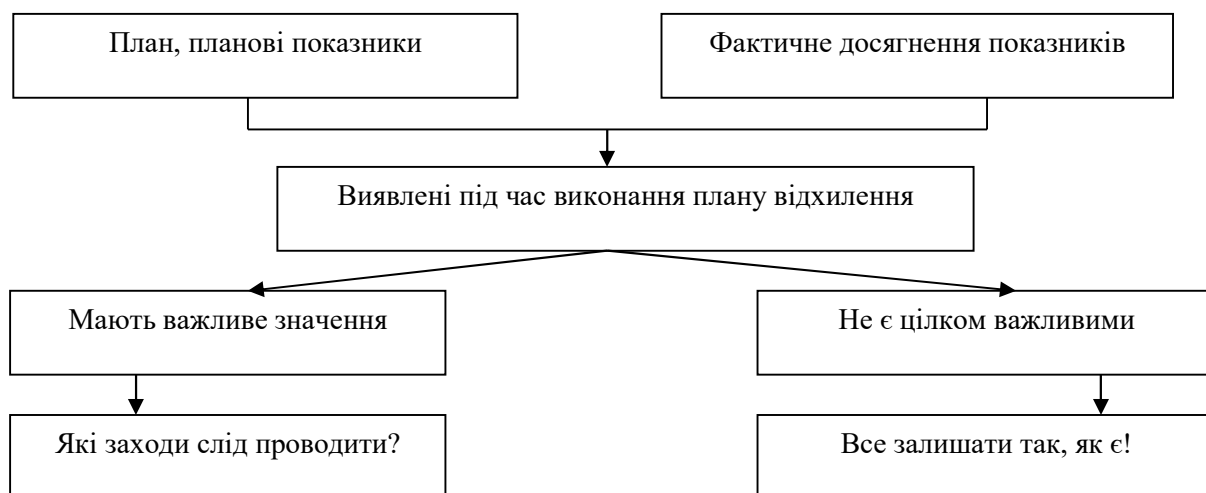 План, планові показники
Фактичне досягнення показників
Виявлені під час виконання плану відхилення
Мають важливе значення
Не є цілком важливими
Які заходи слід проводити?
Все залишати так, як є!